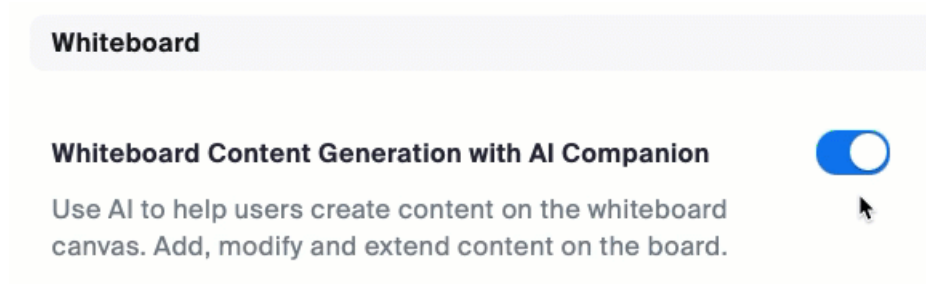 Whiteboard
Whiteboard Content Generation with AI Companion
Use AI to help users create content on the whiteboard
canvas. Add, modify and extend content on the board.